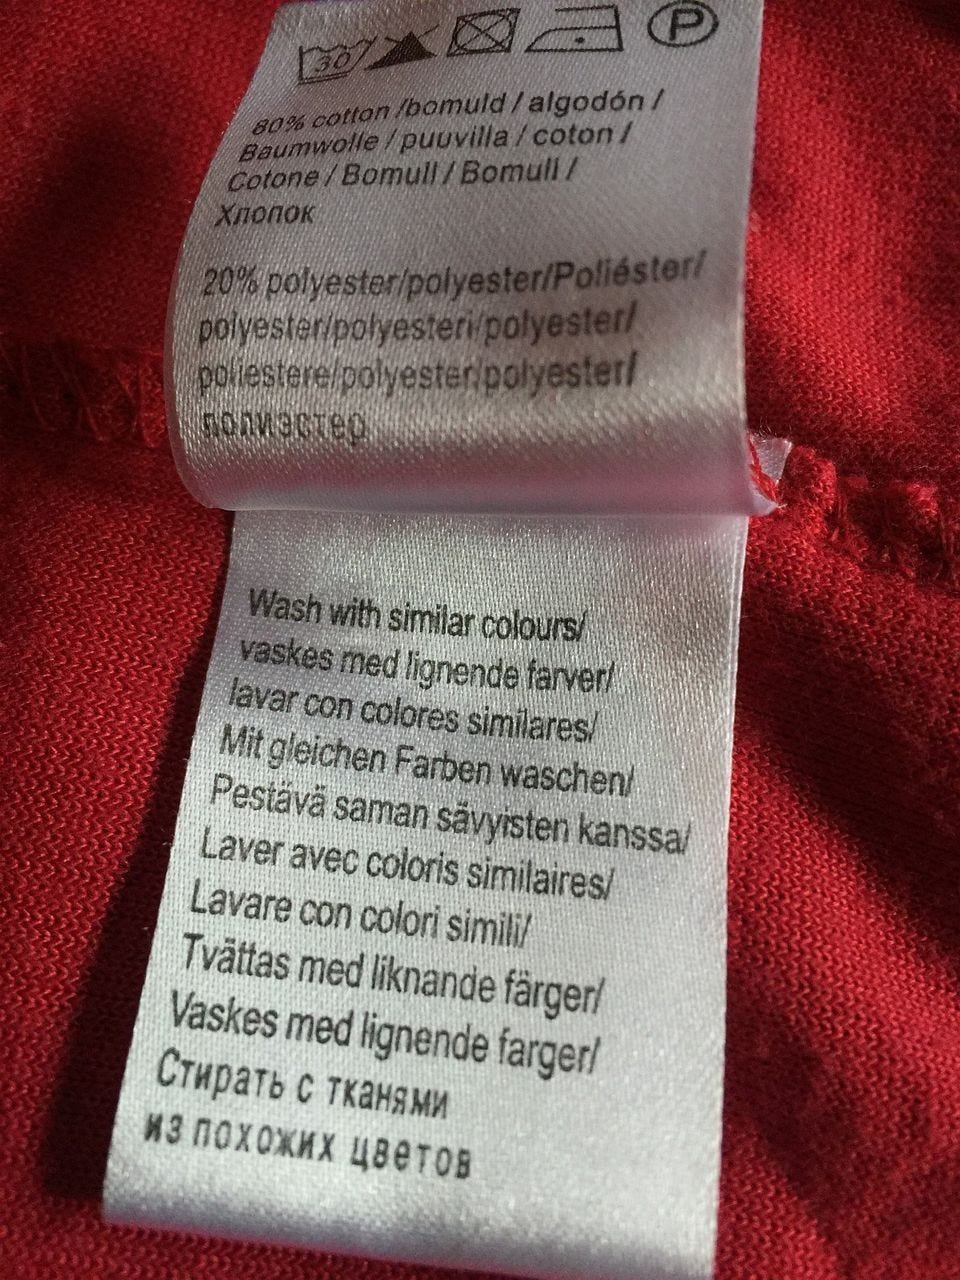 30
P
80% cotton /bomuld / algodón /
Baumwolle / puuvilla / coton /
Cotone / Bomull / Bomull /
Хлопок
20% polyester/polyester/Poliéster/
polyester/polyesteri/polyester/
poliestere/polyester/polyester/
полиэстер
Wash with similar colours/
vaskes med lignende farver/
lavar con colores similares/
Mit gleichen Farben waschen/
Pestävä saman sävyisten kanssa/
Laver avec coloris similaires/
Lavare con colori simili/
Tvättas med liknande färger/
Vaskes med lignende farger/
Стирать с тканями
из похожих цветов